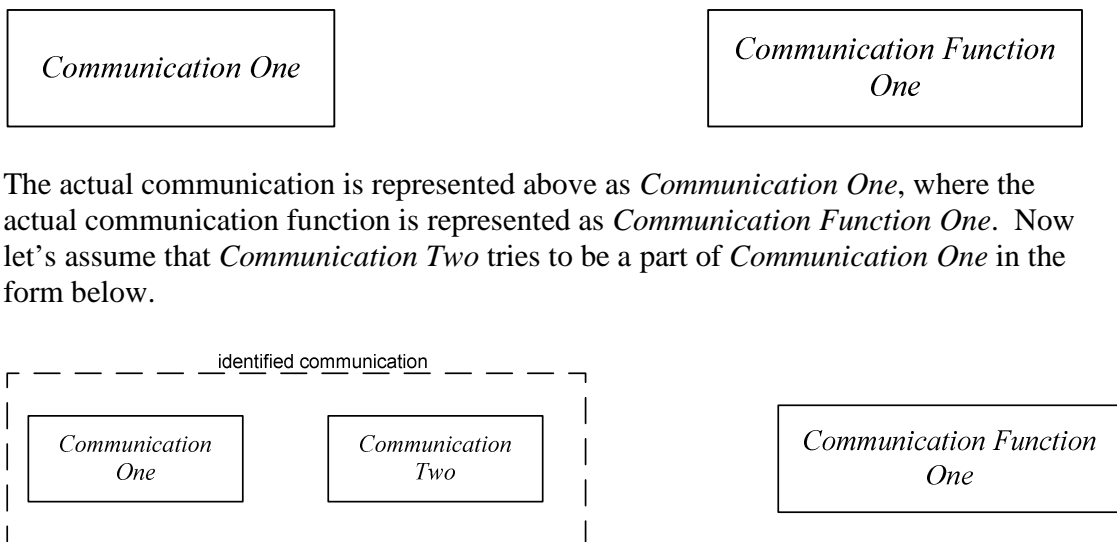 Communication One
Communication Function
One
The actual communication is represented above as Communication One, where the
actual communication function is represented as Communication Function One. Now
let's assume that Communication Two tries to be a part of Communication One in the
form below.
identified communication
Communication
One
Communication
Two
Communication Function
One